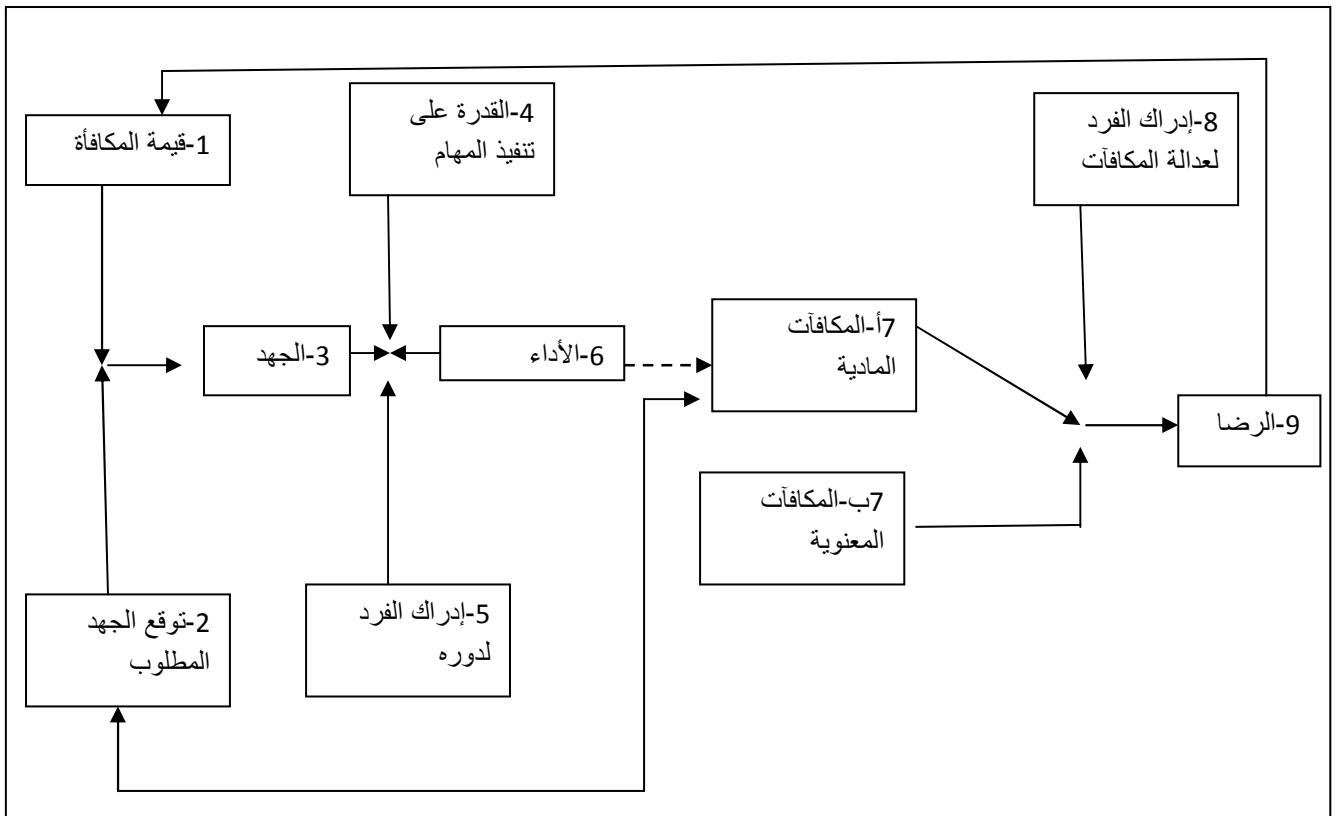 1-قيمة المكافأة
4-القدرة على
تنفيذ المهام
8-إدراك الفرد
لعدالة المكافآت
3-الجهد
6-الأداء
7أ-المكافآت
المادية
9-الرضا
7ب-المكافآت
المعنوية
2-توقع الجهد
المطلوب
5-إدراك الفرد
لدوره